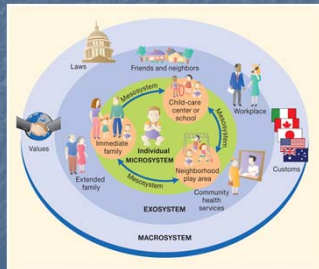 Laws
Friends and neighbors
Mesosystem
Child-care
center or
school
Workplace
Mesosystem
Values
Immediate
family
Individual
MICROSYSTEM
Neighborhood
play area
Mesosystem
Extended
family
Community
health
services
Customs
EXOSYSTEM
MACROSYSTEM